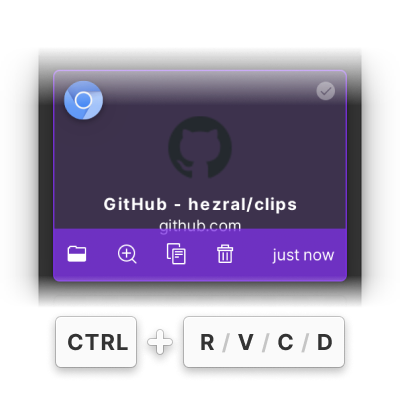 GitHub - hezral/clips
github.com
just now
CTRL + R / V / C / D